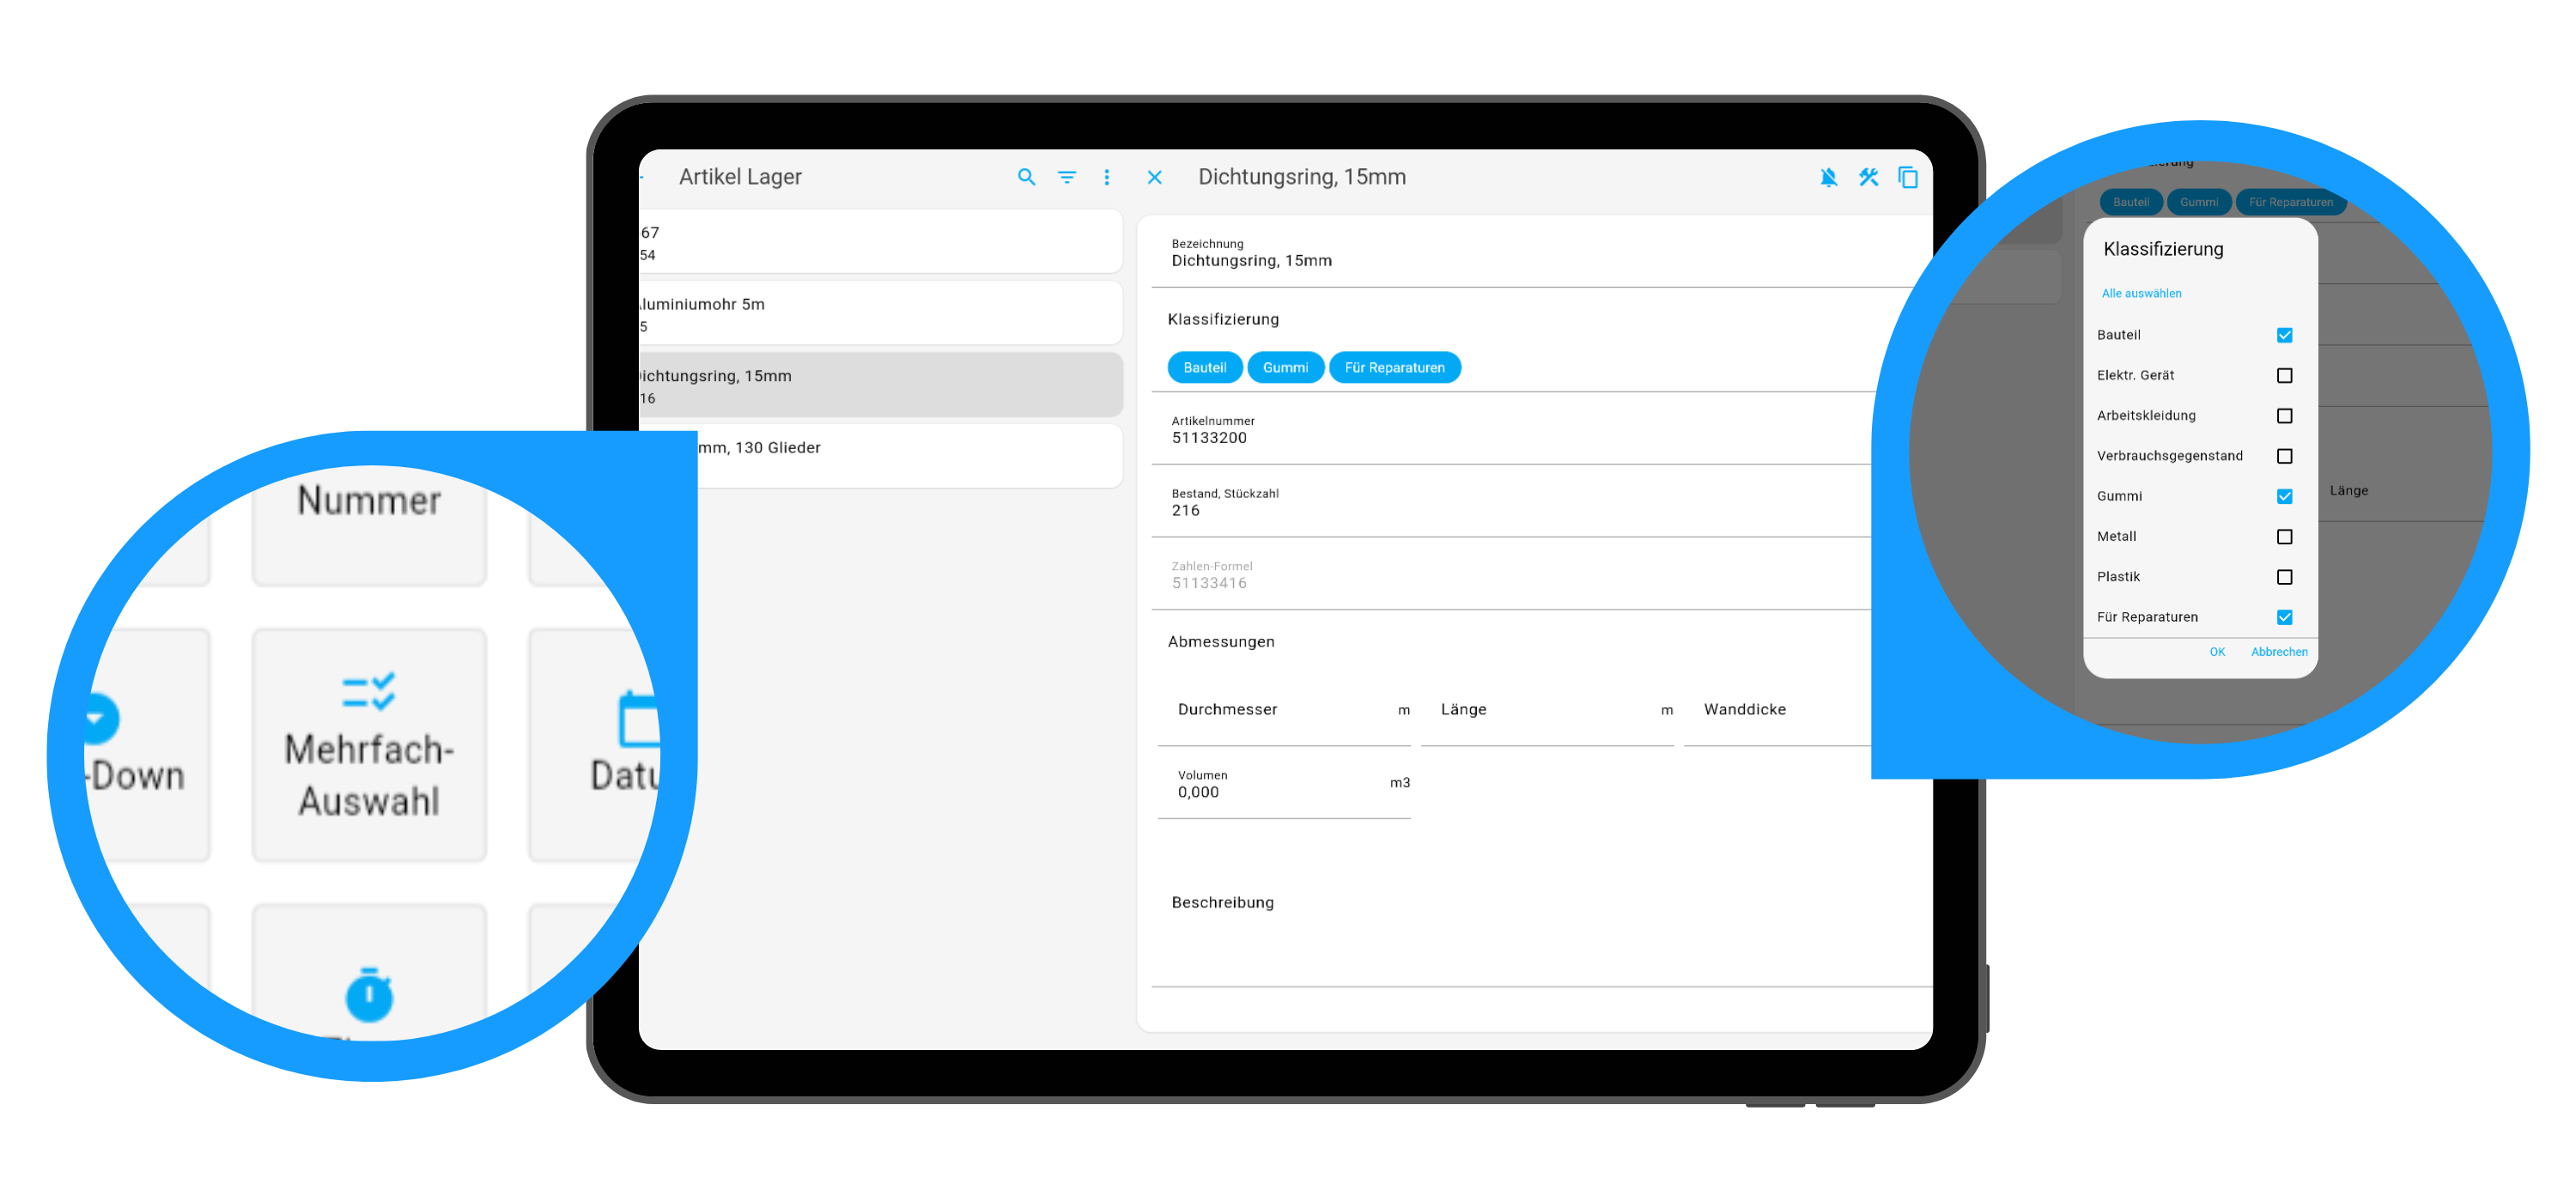 Artikel Lager
67
54
luminiumohr 5m
5
ichtungsring, 15mm
16
mm, 130 Glieder
Dichtungsring, 15mm
Bezeichnung
Dichtungsring, 15mm
Klassifizierung
Bauteil Gummi Für Reparaturen
Artikelnummer
51133200
Bestand, Stückzahl
216
Zahlen-Formel
51133416
Abmessungen
Durchmesser m Länge m Wanddicke
Volumen
0,000 m3
Beschreibung
Nummer
-Down
Mehrfach-
Auswahl
Datu
zierung
Bauteil Gummi Für Reparaturen
Klassifizierung
Alle auswählen
Bauteil
Elektr. Gerät
Arbeitskleidung
Verbrauchsgegenstand
Gummi
Metall
Plastik
Für Reparaturen
OK Abbrechen
Länge